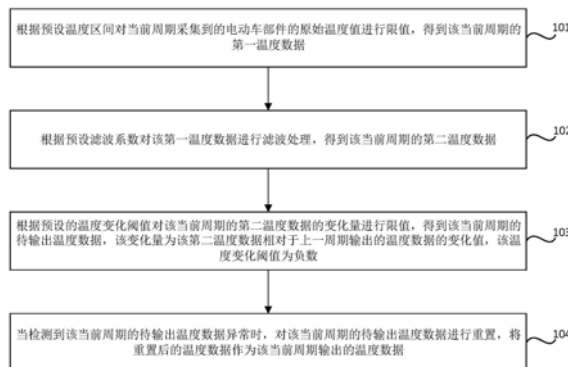 根据预设温度区间对当前周期采集到的电动车部件的原始温度值进行限值，得到该当前周期的
第一温度数据
101
根据预设滤波系数对该第一温度数据进行滤波处理，得到该当前周期的第二温度数据
102
根据预设的温度变化阈值对该当前周期的第二温度数据的变化量进行限值，得到该当前周期的
待输出温度数据，该变化量为该第二温度数据相对于上一周期输出的温度数据的变化值，该温
度变化阈值为负数
103
当检测到该当前周期的待输出温度数据异常时，对该当前周期的待输出温度数据进行重置，将
重置后的温度数据作为该当前周期输出的温度数据
104